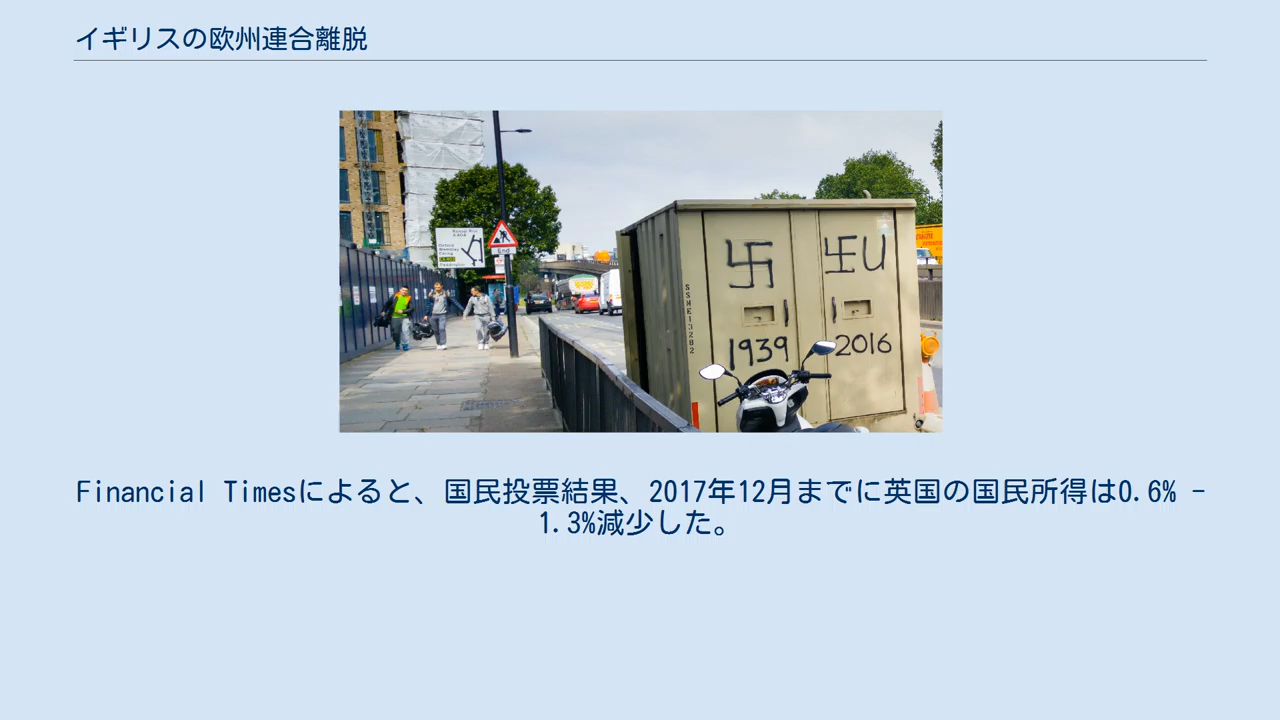 イギリスの欧州連合離脱
End
EU
1939
2016
SSME13282
Financial Timesによると、国民投票結果、2017年12月までに英国の国民所得は0.6% –
1.3%減少した。